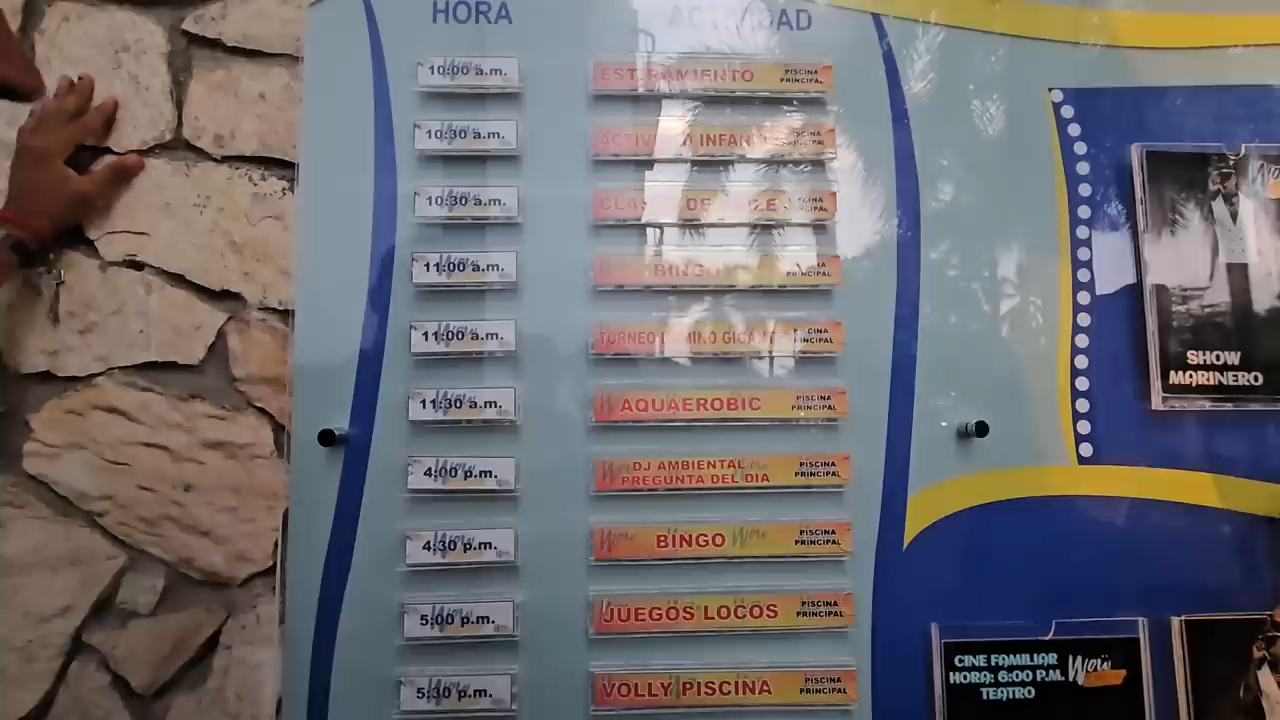 HORA ACTIVIDAD
10:00 a.m. ESTIRAMIENTO PISCINA PRINCIPAL
10:30 a.m. INFANTIL PISCINA PRINCIPAL
10:30 a.m. CLASE DE PISCINA PRINCIPAL
11:00 a.m. BINGO PISCINA PRINCIPAL
11:00 a.m. TORNEO DOMINO GIGANTE PISCINA PRINCIPAL
11:30 a.m. AQUAEROBIC PISCINA PRINCIPAL
4:00 p.m. DJ AMBIENTAL PISCINA PRINCIPAL
PREGUNTA DEL DIA
4:30 p.m. BINGO Wow PISCINA PRINCIPAL
5:00 p.m. JUEGOS LOCOS PISCINA PRINCIPAL
5:30 p.m. VOLLY PISCINA PISCINA PRINCIPAL
SHOW
MARINERO
CINE FAMILIAR
HORA: 6:00 P.M. Wow
TEATRO